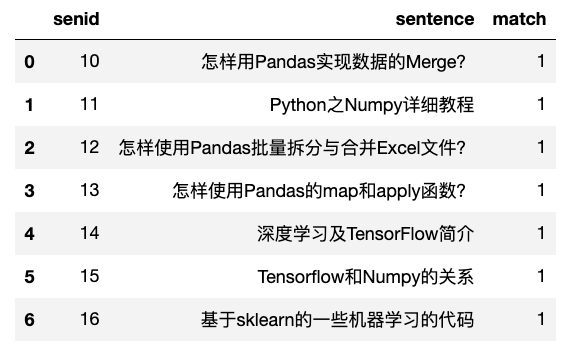 senid sentence match
0 10 怎样用Pandas实现数据的Merge？ 1
1 11 Python之Numpy详细教程 1
2 12 怎样使用Pandas批量拆分与合并Excel文件？ 1
3 13 怎样使用Pandas的map和apply函数？ 1
4 14 深度学习及TensorFlow简介 1
5 15 Tensorflow和Numpy的关系 1
6 16 基于sklearn的一些机器学习的代码 1